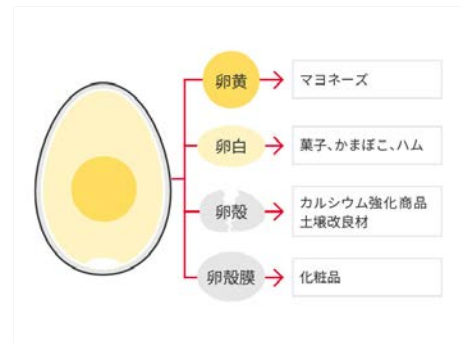 卵黄
マヨネーズ
卵白
菓子、かまぼこ、ハム
卵殻
カルシウム強化商品
土壌改良材
卵殻膜
化粧品